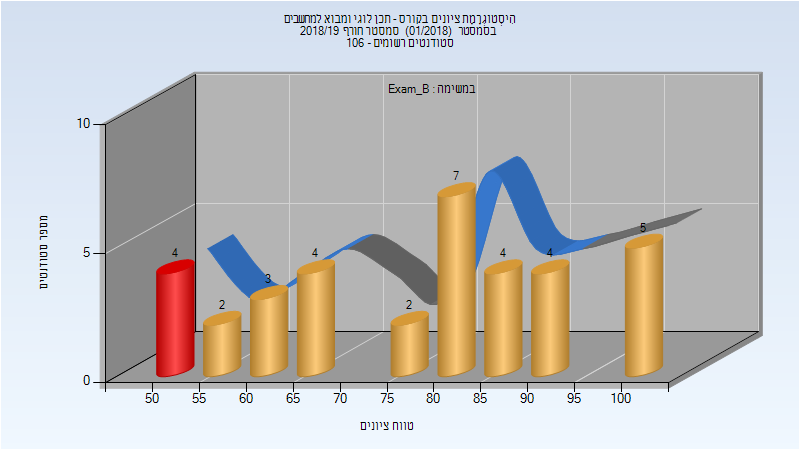 היסטוגרמת ציונים בקורס - תכן לוגי ומבוא למחשבים
בסמסטר (01/2018) סמסטר חורף 2018/19
סטודנטים רשומים - 106
במשימה : Exam_B
10
5
0
מספר סטודנטים
4
2
3
4
2
7
4
4
5
50 55 60 65 70 75 80 85 90 95 100
טווח ציונים